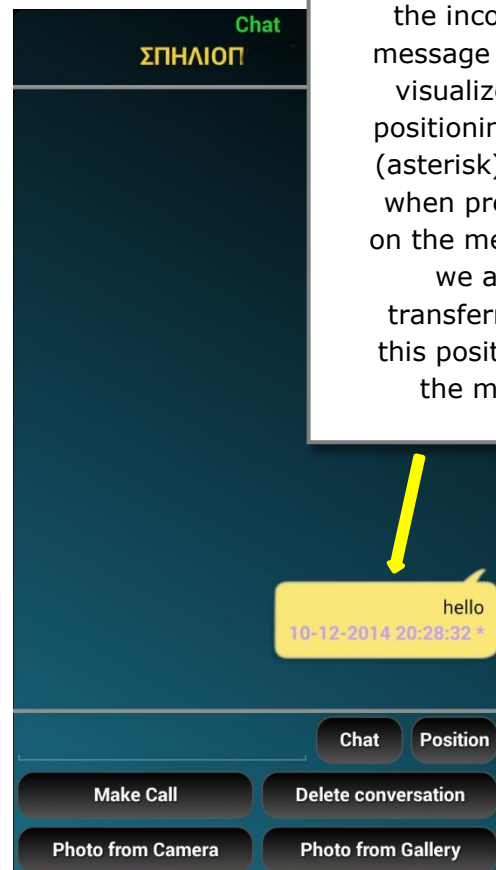 Chat
ΣΠΗΛΙΟΠ
the inco
message
visualiz
positionin
(asterisk)
when pre
on the me
we a
transferr
this posit
the m
hello
10-12-2014 20:28:32 *
Chat Position
Make Call Delete conversation
Photo from Camera Photo from Gallery